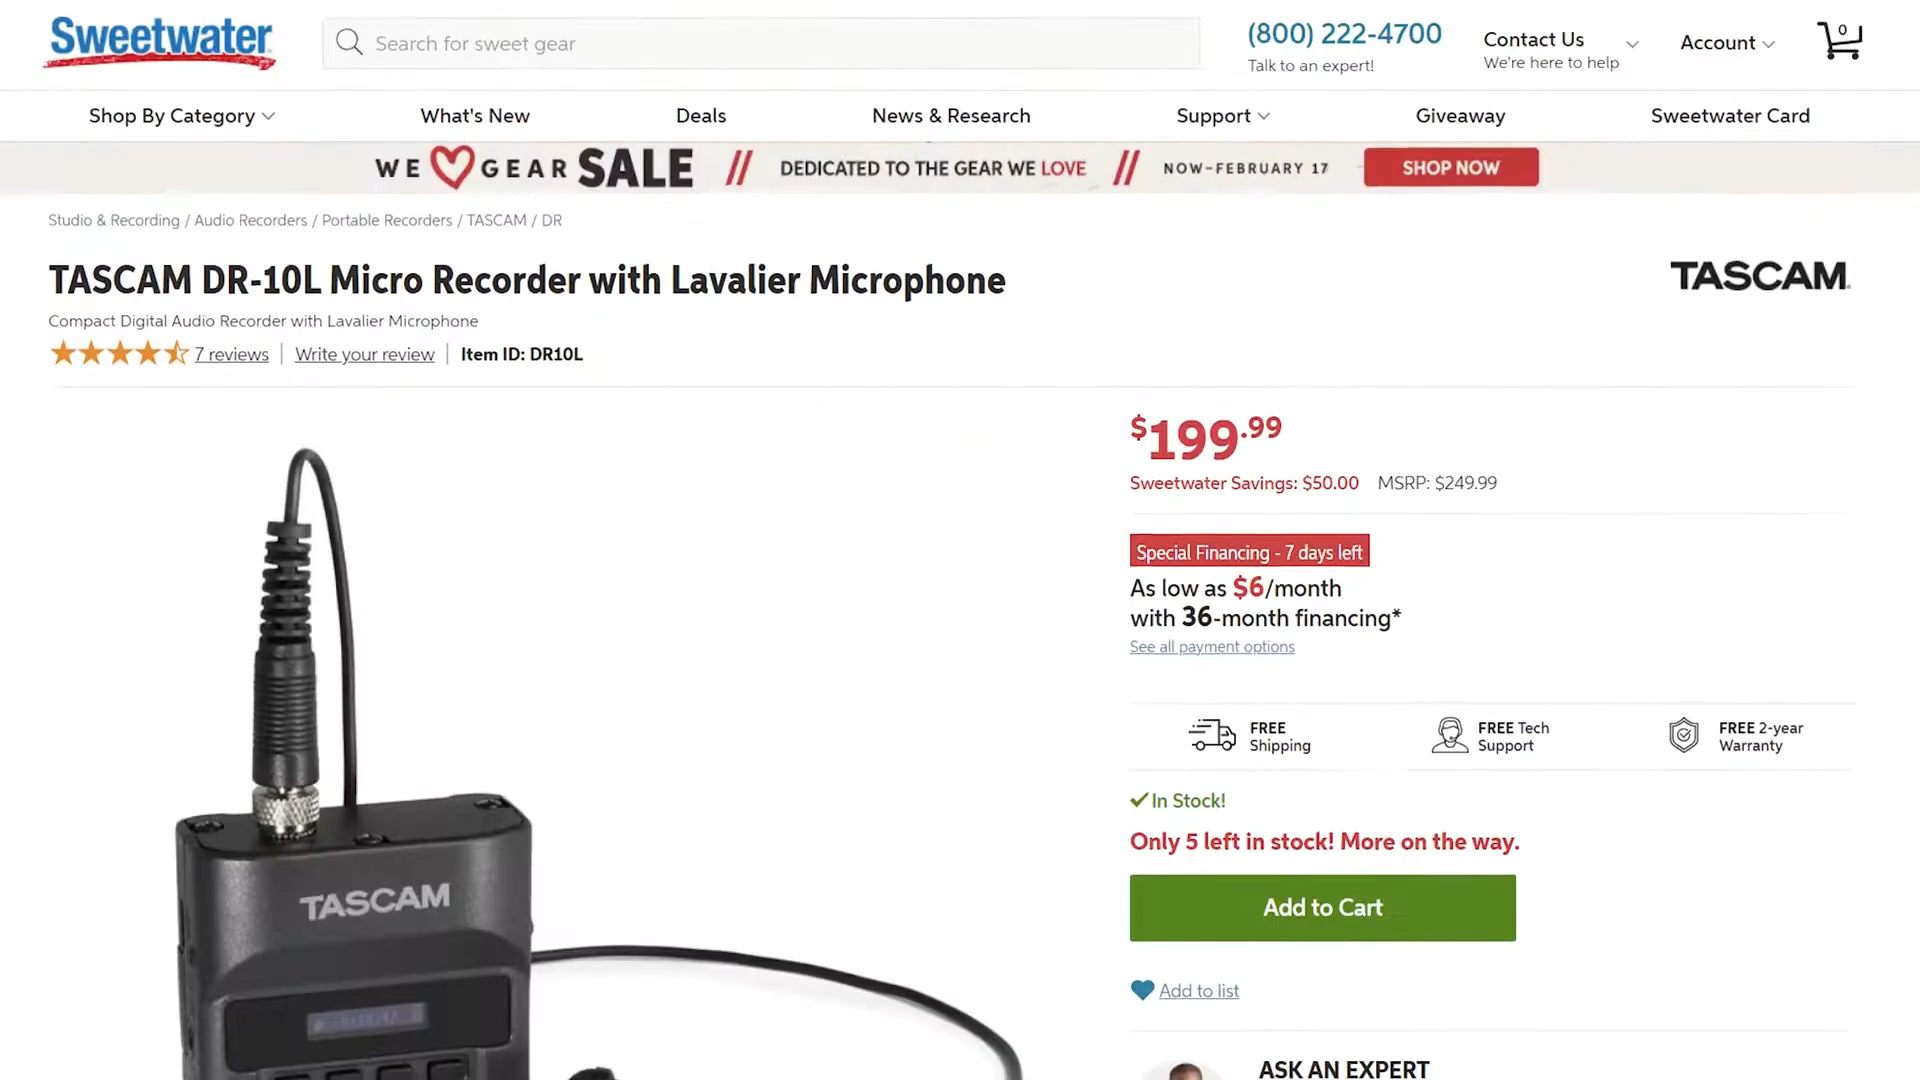 Sweetwater
Search for sweet gear
(800) 222-4700
Talk to an expert!
Contact Us
We're here to help
Account
0
Shop By Category
What's New
Deals
News & Research
Support
Giveaway
Sweetwater Card
WE GEAR SALE // DEDICATED TO THE GEAR WE LOVE // NOW–FEBRUARY 17
SHOP NOW
Studio & Recording / Audio Recorders / Portable Recorders / TASCAM / DR
TASCAM DR-10L Micro Recorder with Lavalier Microphone
TASCAM
Compact Digital Audio Recorder with Lavalier Microphone
7 reviews | Write your review | Item ID: DR10L
$199.99
Sweetwater Savings: $50.00 MSRP: $249.99
Special Financing - 7 days left
As low as $6/month
with 36-month financing*
See all payment options
FREE
Shipping
FREE Tech
Support
FREE 2-year
Warranty
In Stock!
Only 5 left in stock! More on the way.
Add to Cart
Add to list
ASK AN EXPERT
TASCAM